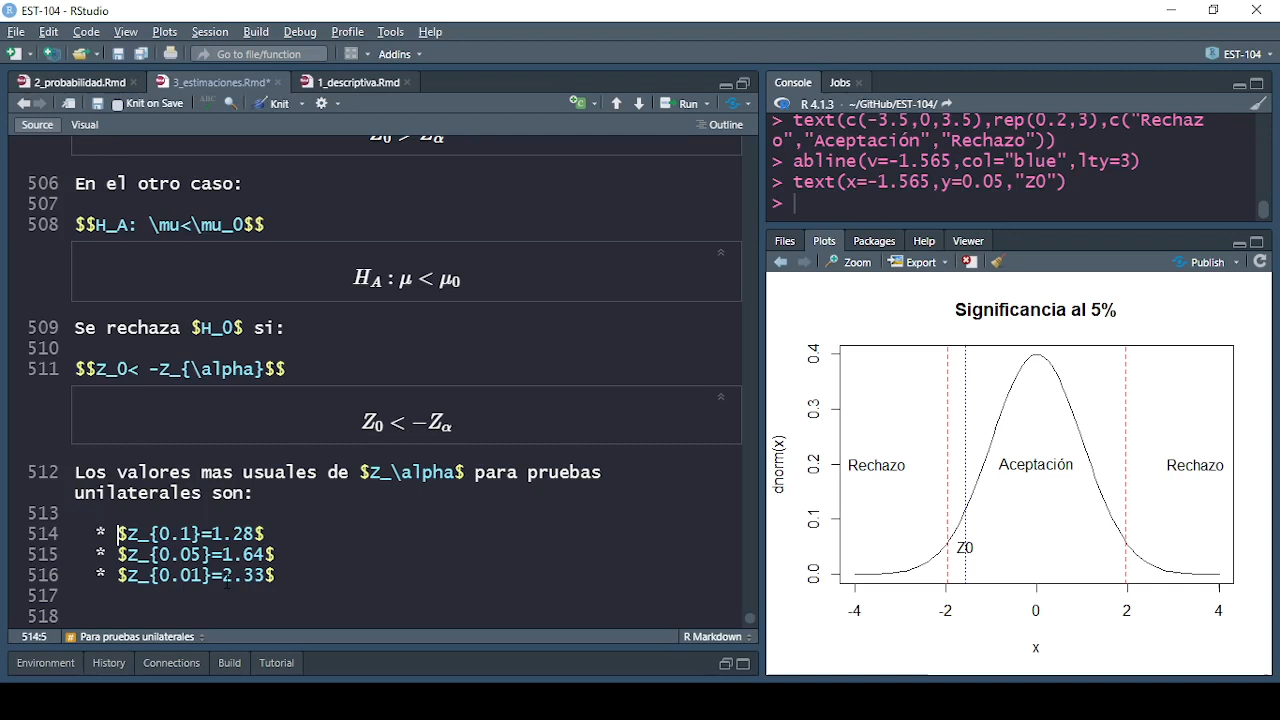 EST-104 - RStudio
File Edit Code View Plots Session Build Debug Profile Tools Help
Go to file/function Addins EST-104
2_probabilidad.Rmd 3_estimaciones.Rmd* 1_descriptiva.Rmd
Knit on Save ABC Knit Run
Source Visual Outline
Z0 > Zα
506 En el otro caso:
507
508 $$H_A: \mu<\mu_0$$
HA : μ < μ0
509 Se rechaza $H_0$ si:
510
511 $$Z_0< -Z_{\alpha}$$
Z0 < −Zα
512 Los valores mas usuales de $Z_\alpha$ para pruebas
unilaterales son:
513
514 * $Z_{0.1}=1.28$
515 * $Z_{0.05}=1.64$
516 * $Z_{0.01}=2.33$
517
518
514:5 # Para pruebas unilaterales R Markdown
Environment History Connections Build Tutorial
Console Jobs
R 4.1.3 · ~/GitHub/EST-104/
> text(c(-3.5,0,3.5),rep(0.2,3),c("Rechaz
o","Aceptación","Rechazo"))
> abline(v=-1.565,col="blue",lty=3)
> text(x=-1.565,y=0.05,"Z0")
>
Files Plots Packages Help Viewer
Zoom Export Publish
Significancia al 5%
0.4
0.3
0.2
0.1
0.0
dnorm(x)
Rechazo Aceptación Rechazo
Z0
-4 -2 0 2 4
x